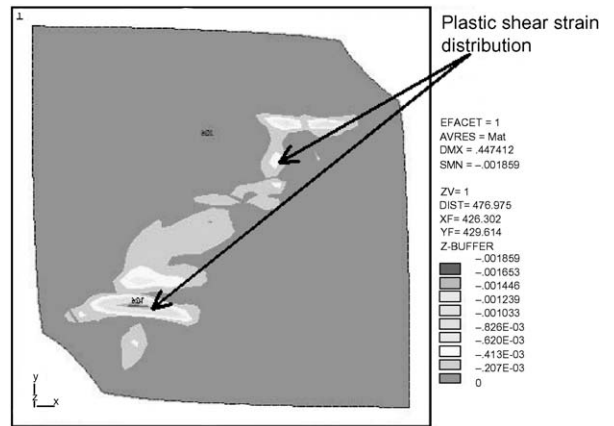 1
Plastic shear strain
distribution
EFACET = 1
AVRES = Mat
DMX = .447412
SMN = –.001859
ZV= 1
DIST= 476.975
XF= 426.302
YF= 429.614
Z-BUFFER
–.001859
–.001653
–.001446
–.001239
–.001033
–.826E-03
–.620E-03
–.413E-03
–.207E-03
0
y
z
x